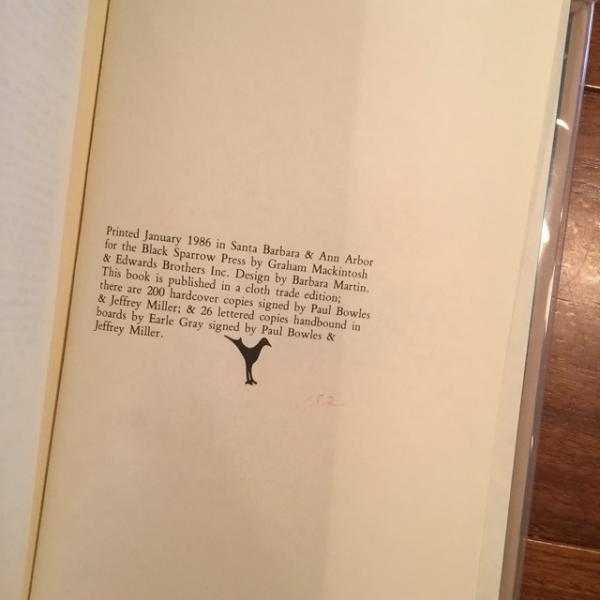 Printed January 1986 in Santa Barbara & Ann Arbor
for the Black Sparrow Press by Graham Mackintosh
& Edwards Brothers Inc. Design by Barbara Martin.
This book is published in a cloth trade edition;
there are 200 hardcover copies signed by Paul Bowles
& Jeffrey Miller; & 26 lettered copies handbound in
boards by Earle Gray signed by Paul Bowles &
Jeffrey Miller.